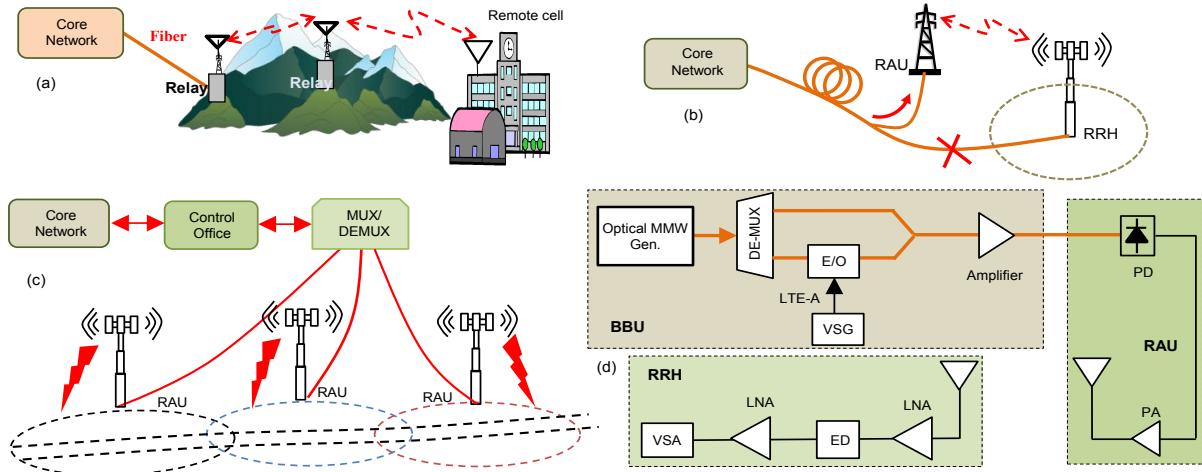 Core
Network
Fiber
Relay
Relay
Remote cell
(a)
Core
Network
RAU
RRH
(b)
Core
Network
Control
Office
MUX/
DEMUX
(c)
RAU
RAU
RAU
Optical MMW
Gen.
DE-MUX
E/O
LTE-A
VSG
Amplifier
BBU
PD
RAU
PA
(d)
RRH
LNA
LNA
VSA
ED